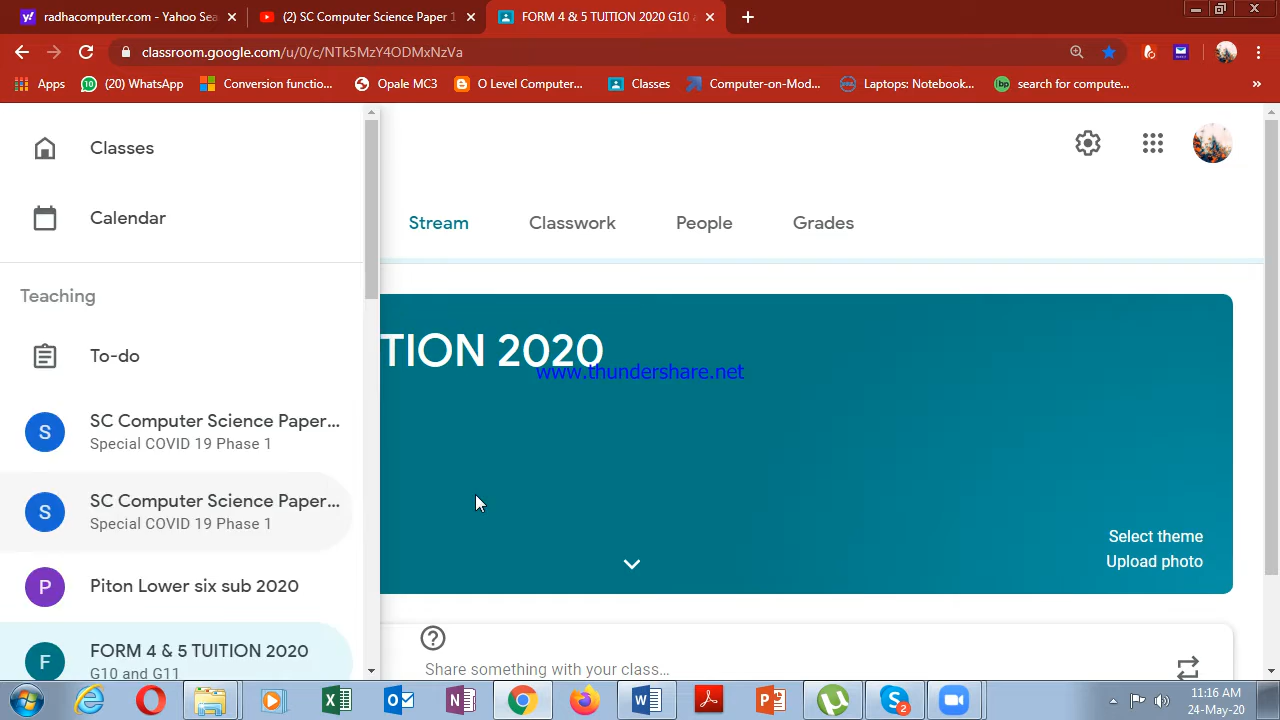 radhacomputer.com - Yahoo Sea
(2) SC Computer Science Paper 1
FORM 4 & 5 TUITION 2020 G10
classroom.google.com/u/0/c/NTk5MzY4ODMxNzVa
Apps
(20) WhatsApp
Conversion functio...
Opale MC3
O Level Computer...
Classes
Computer-on-Mod...
Laptops: Notebook...
search for compute...
Classes
Calendar
Teaching
To-do
S
SC Computer Science Paper...
Special COVID 19 Phase 1
S
SC Computer Science Paper...
Special COVID 19 Phase 1
P
Piton Lower six sub 2020
F
FORM 4 & 5 TUITION 2020
G10 and G11
Stream
Classwork
People
Grades
TION 2020
www.thundershare.net
Select theme
Upload photo
Share something with your class...
2
11:16 AM
24-May-20